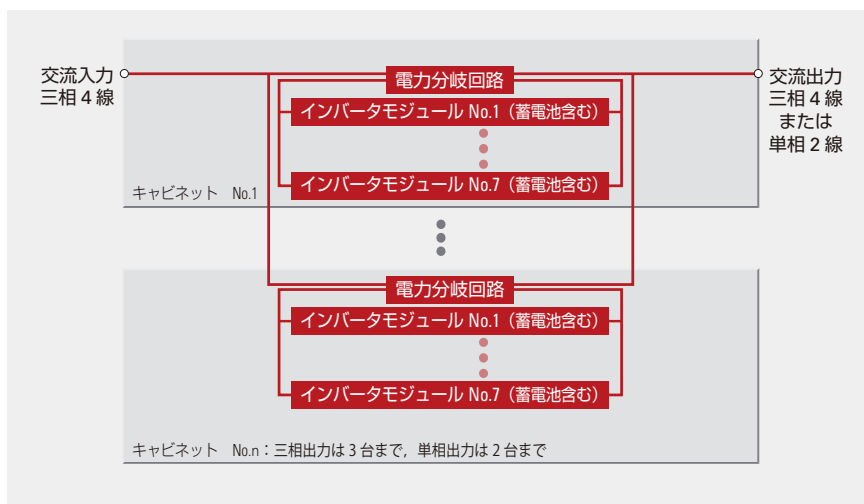 交流入力
三相 4 線
電力分岐回路
インバータモジュール No.1（蓄電池含む）
インバータモジュール No.7（蓄電池含む）
キャビネット　No.1
交流出力
三相 4 線
または
単相 2 線
電力分岐回路
インバータモジュール No.1（蓄電池含む）
インバータモジュール No.7（蓄電池含む）
キャビネット　No.n：三相出力は 3 台まで，単相出力は 2 台まで